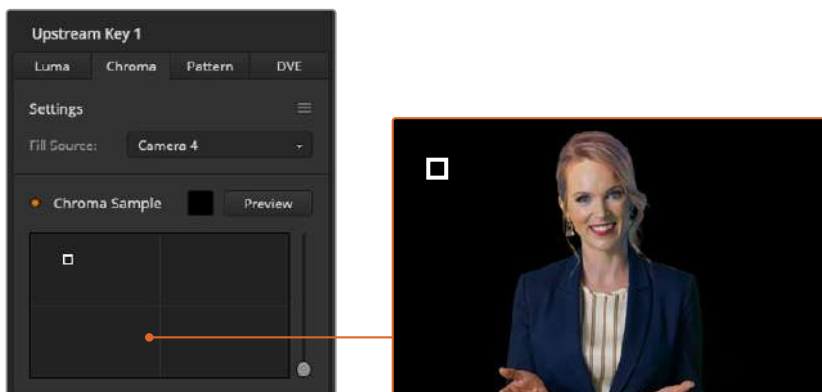 Upstream Key 1
Luma Chroma Pattern DVE
Settings
Fill Source: Camera 4
Chroma Sample Preview